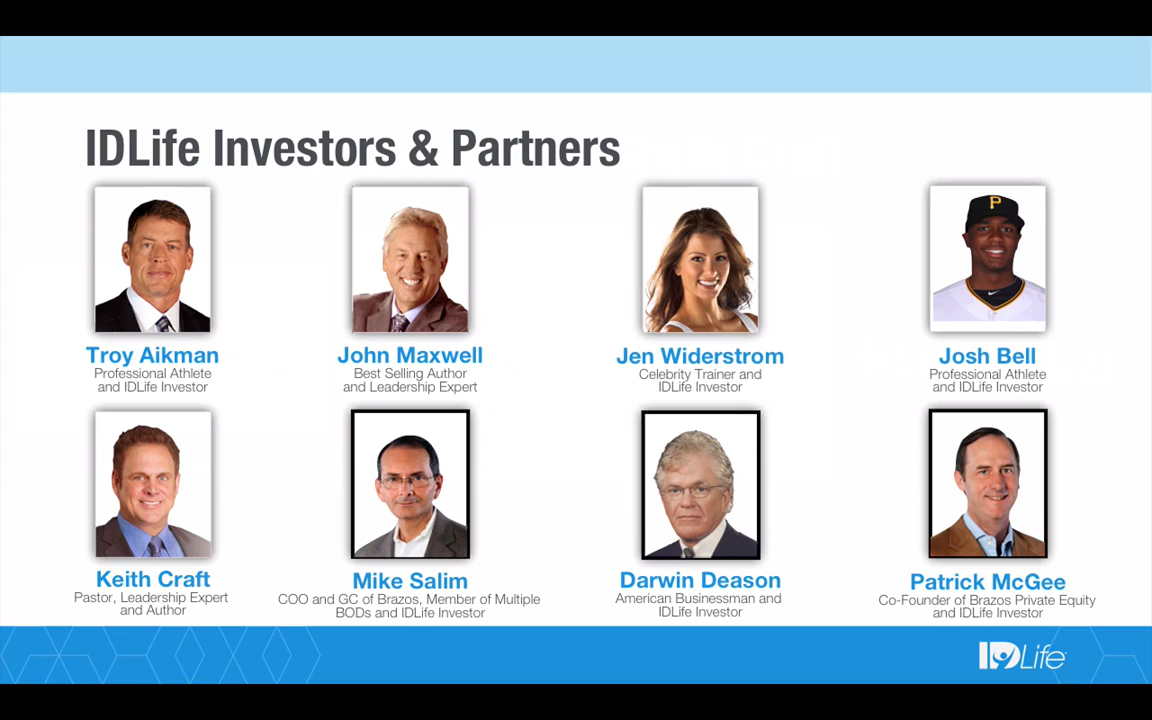 IDLife Investors & Partners
P
Troy Aikman
Professional Athlete
and IDLife Investor
John Maxwell
Best Selling Author
and Leadership Expert
Jen Widerstrom
Celebrity Trainer and
IDLife Investor
Josh Bell
Professional Athlete
and IDLife Investor
Keith Craft
Pastor, Leadership Expert
and Author
Mike Salim
COO and GC of Brazos, Member of Multiple
BODs and IDLife Investor
Darwin Deason
American Businessman and
IDLife Investor
Patrick McGee
Co-Founder of Brazos Private Equity
and IDLife Investor
IDLife